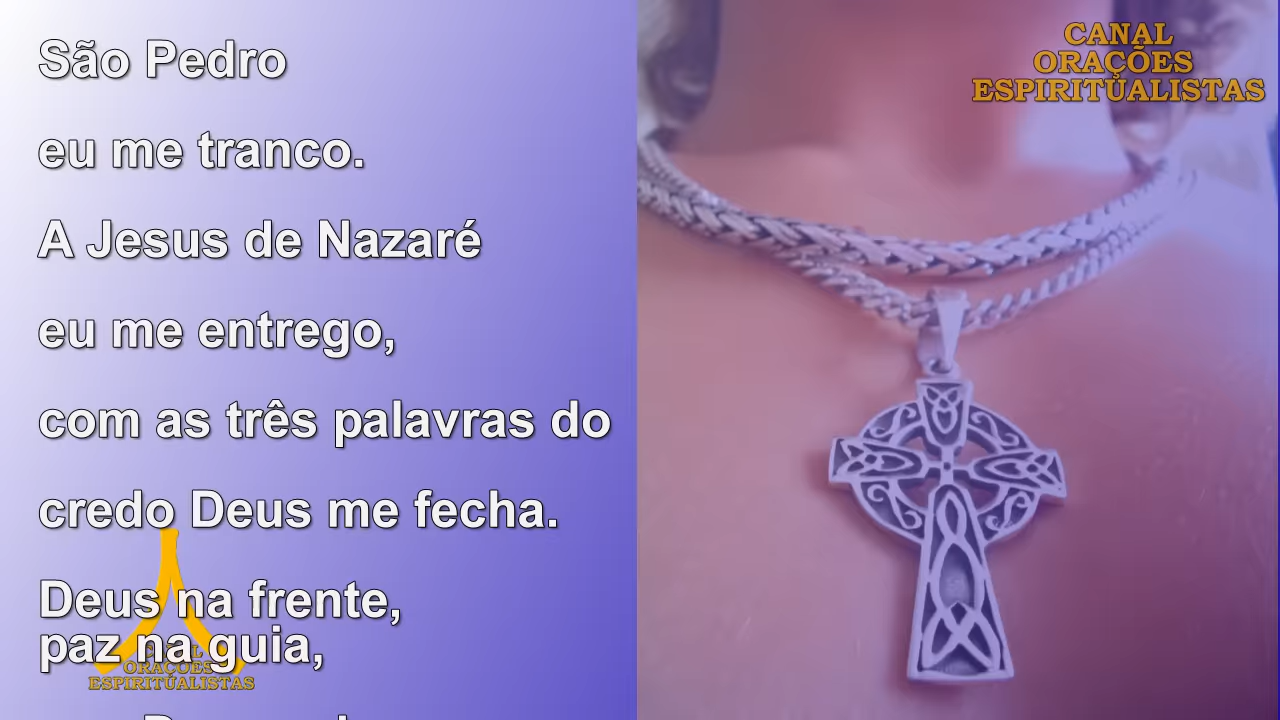 São Pedro
eu me tranco.
A Jesus de Nazaré
eu me entrego,
com as três palavras do
credo Deus me fecha.
Deus na frente,
paz na guia,
CANAL
ORAÇÕES
ESPIRITUALISTAS
CANAL
ORAÇÕES
ESPIRITUALISTAS